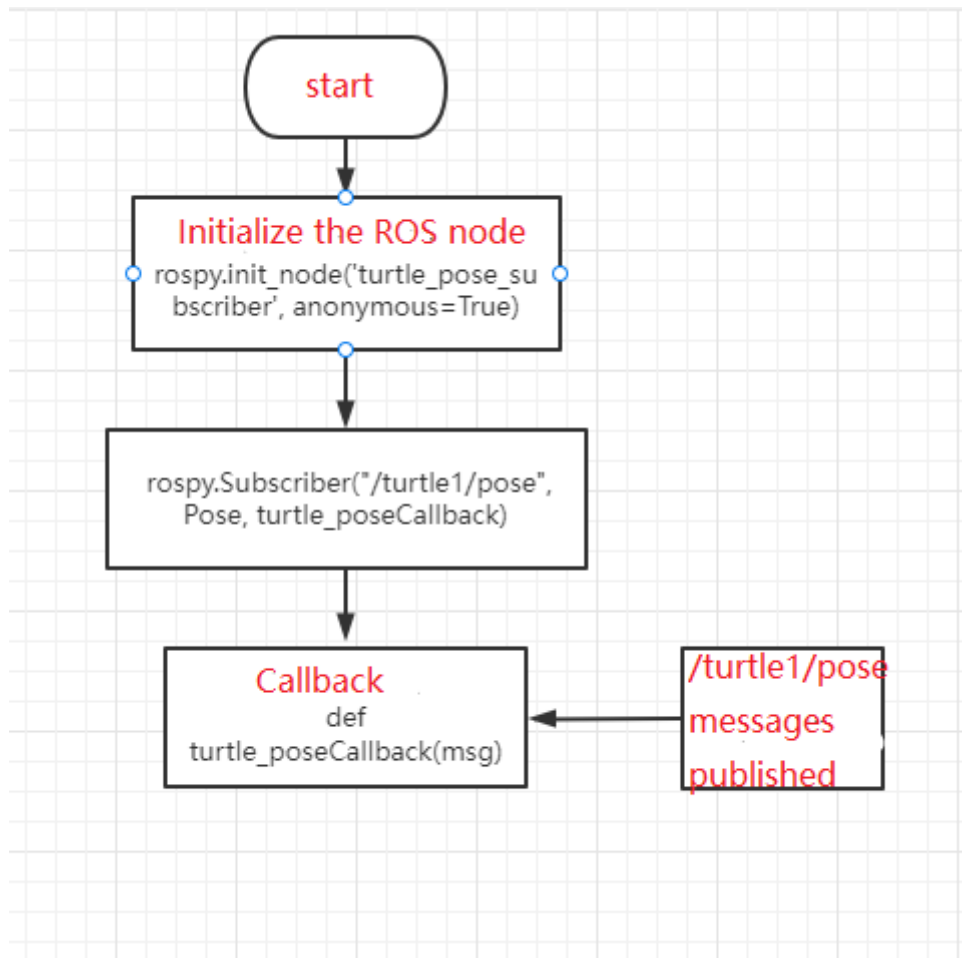 start
Initialize the ROS node
rospy.init_node('turtle_pose_su
bscriber', anonymous=True)
rospy.Subscriber("/turtle1/pose",
Pose, turtle_poseCallback)
Callback
def
turtle_poseCallback(msg)
/turtle1/pose
messages
published